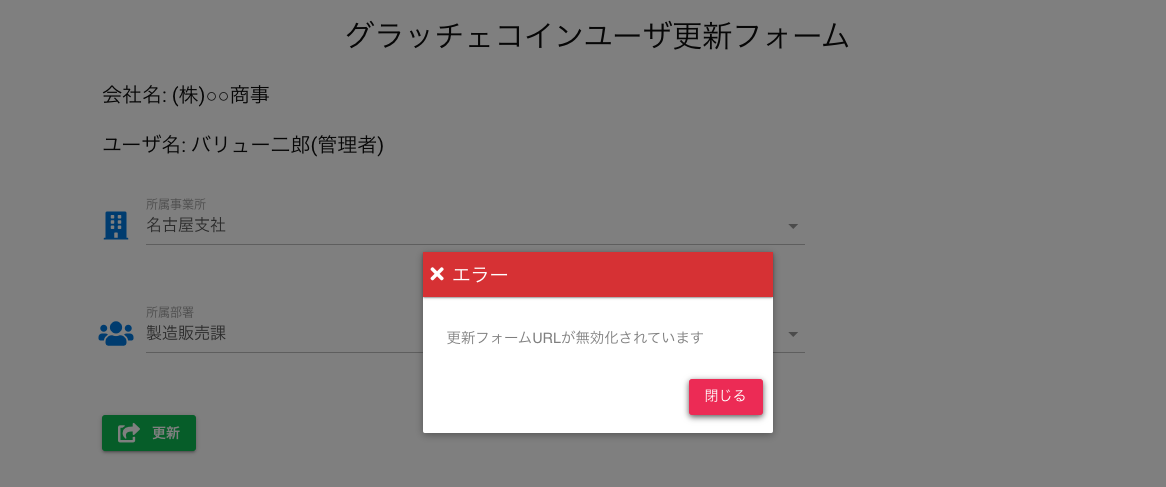 グラッチェコインユーザ更新フォーム
会社名: (株)○○商事
ユーザ名: バリュー二郎(管理者)
所属事業所
名古屋支社
エラー
所属部署
製造販売課
更新フォームURLが無効化されています
閉じる
更新